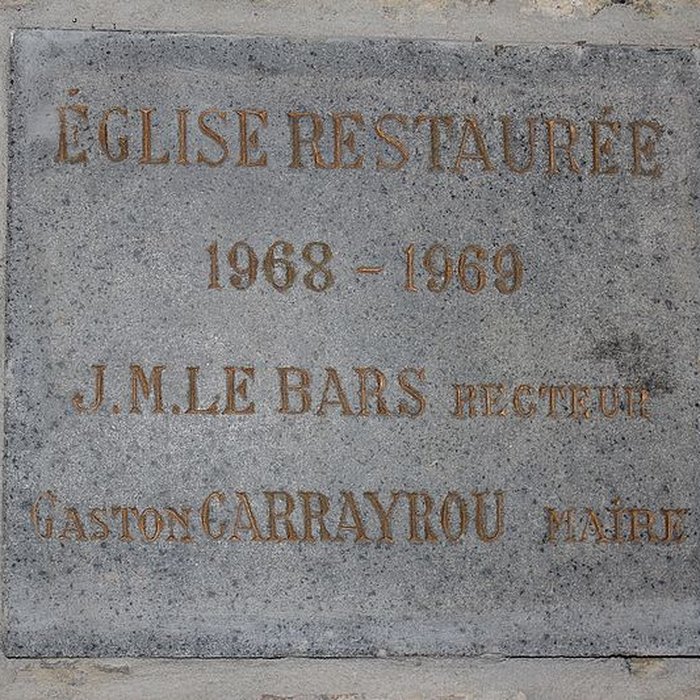 ÉGLISE RESTAURÉE
1968 - 1969
J.M.LE BARS RECTEUR
GASTON CARRAYROU MAIRE